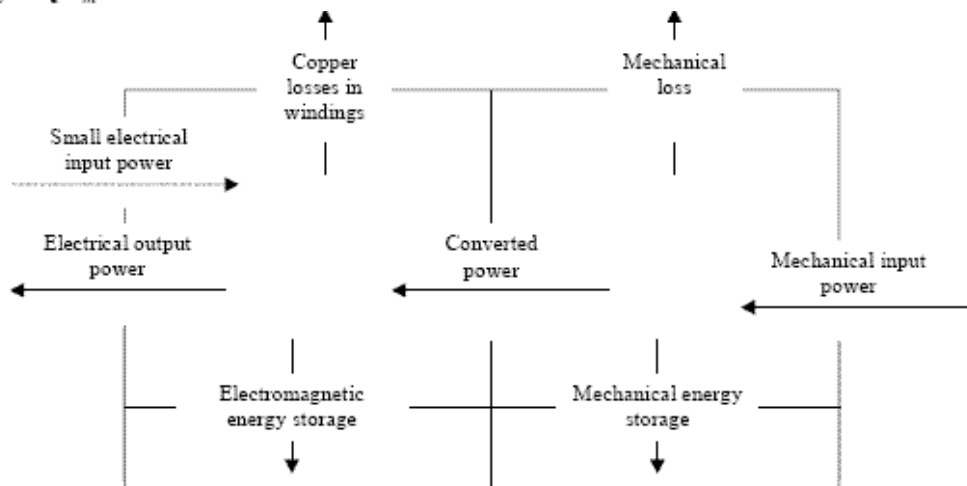 Copper
losses in
windings
Mechanical
loss
Small electrical
input power
Electrical output
power
Converted
power
Mechanical input
power
Electromagnetic
energy storage
Mechanical energy
storage